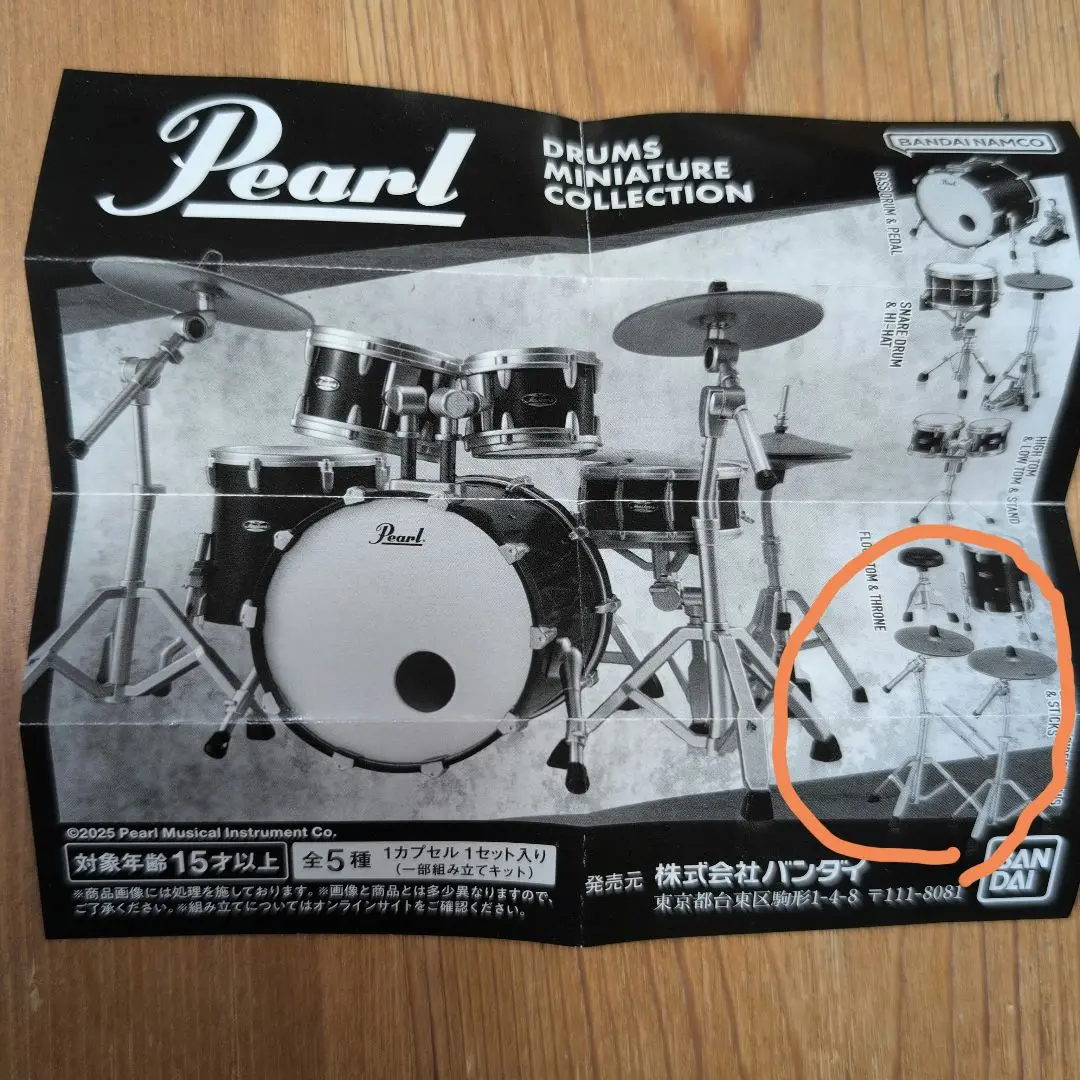 Pearl
DRUMS
MINIATURE
COLLECTION
BANDAI NAMCO
BASS DRUM & PEDAL
SNARE DRUM
& HI-HAT
HIGH TOM
& LOW TOM & STAND
TOM & THRONE
& STICKS
Pearl
Pearl
©2025 Pearl Musical Instrument Co.
対象年齢15才以上
全5種
1カプセル 1セット入り
(一部組み立てキット)
※商品画像には処理を施しております。※画像と商品とは多少異なりますので、
ご了承ください。※組み立てについてはオンラインサイトをご確認ください。
発売元 株式会社バンダイ
東京都台東区駒形1-4-8 〒111-8081
BAN
DAI